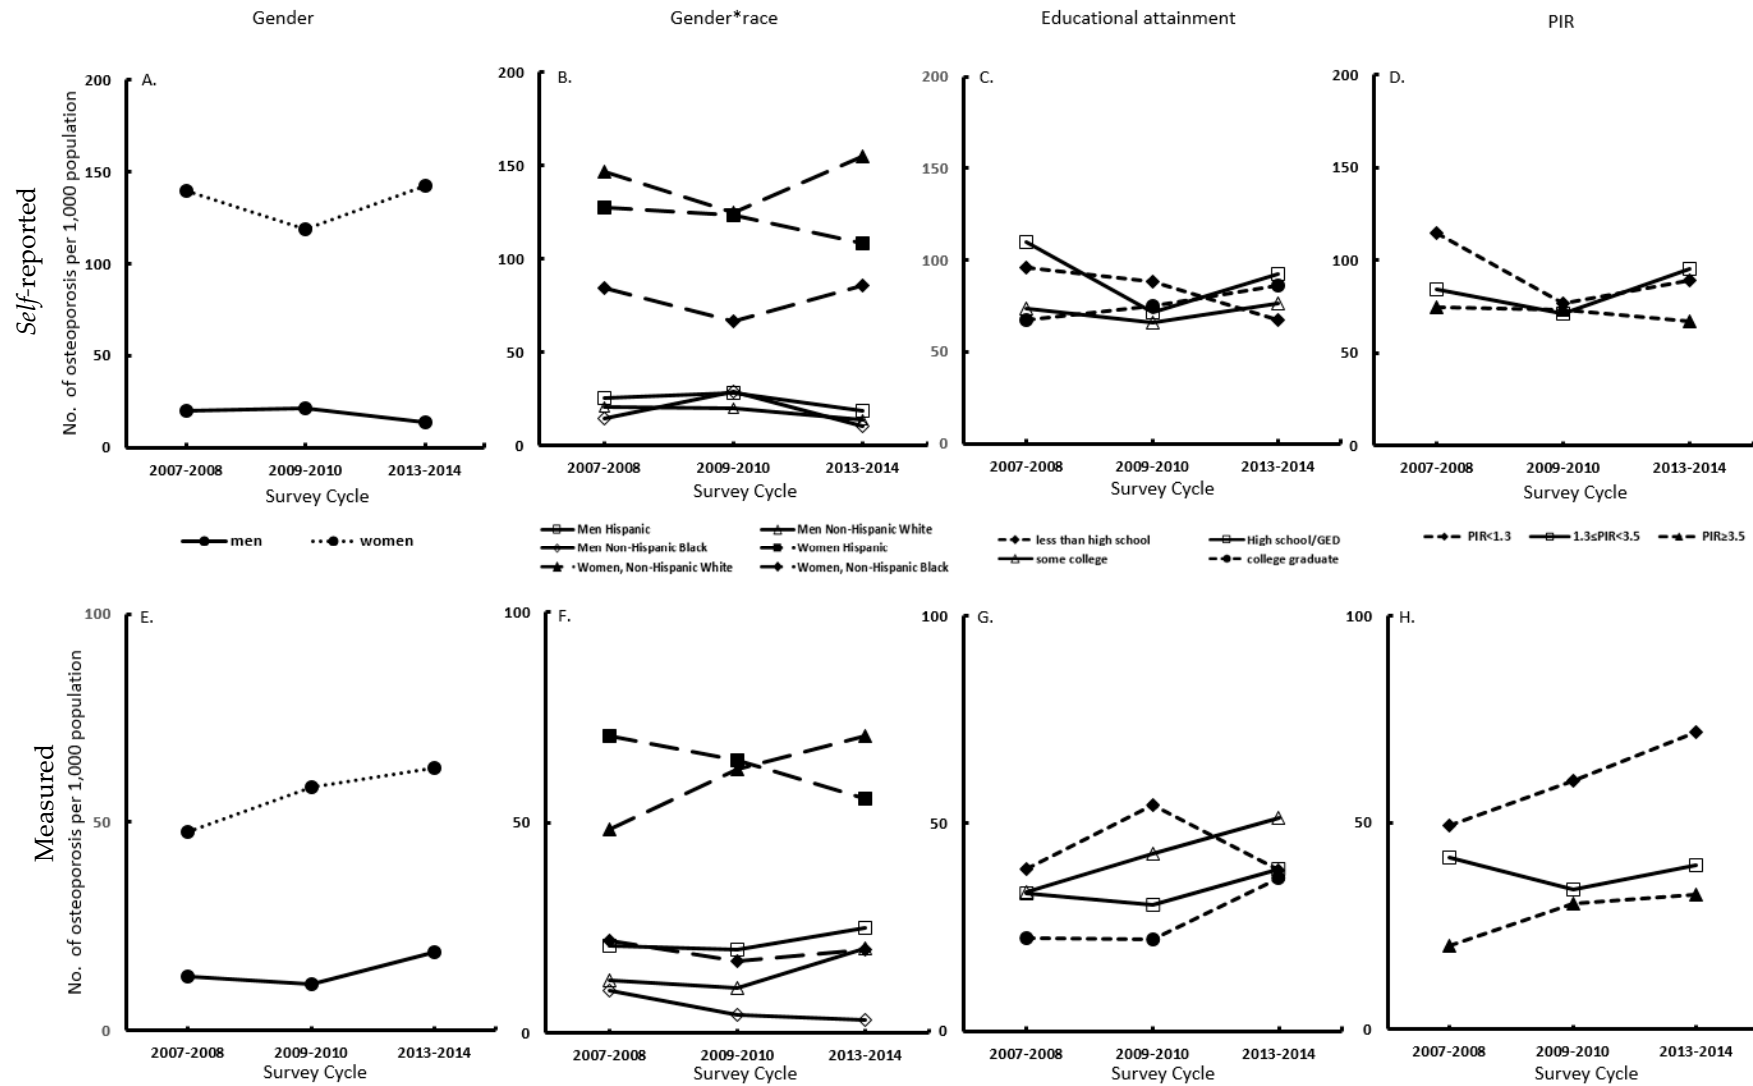 Gender
Gender*race
Educational attainment
PIR
Self-reported
No. of osteoporosis per 1,000 population
A.
200
150
100
50
0
2007-2008 2009-2010 2013-2014
Survey Cycle
B.
200
150
100
50
0
2007-2008 2009-2010 2013-2014
Survey Cycle
C.
200
150
100
50
0
2007-2008 2009-2010 2013-2014
Survey Cycle
D.
200
150
100
50
0
2007-2008 2009-2010 2013-2014
Survey Cycle
men women
Men Hispanic Men Non-Hispanic White
Men Non-Hispanic Black Women Hispanic
Women, Non-Hispanic White Women, Non-Hispanic Black
less than high school High school/GED
some college college graduate
PIR<1.3 1.3≤PIR<3.5 PIR≥3.5
Measured
No. of osteoporosis per 1,000 population
E.
100
50
0
2007-2008 2009-2010 2013-2014
Survey Cycle
F.
100
50
0
2007-2008 2009-2010 2013-2014
Survey Cycle
G.
100
50
0
2007-2008 2009-2010 2013-2014
Survey Cycle
H.
100
50
0
2007-2008 2009-2010 2013-2014
Survey Cycle